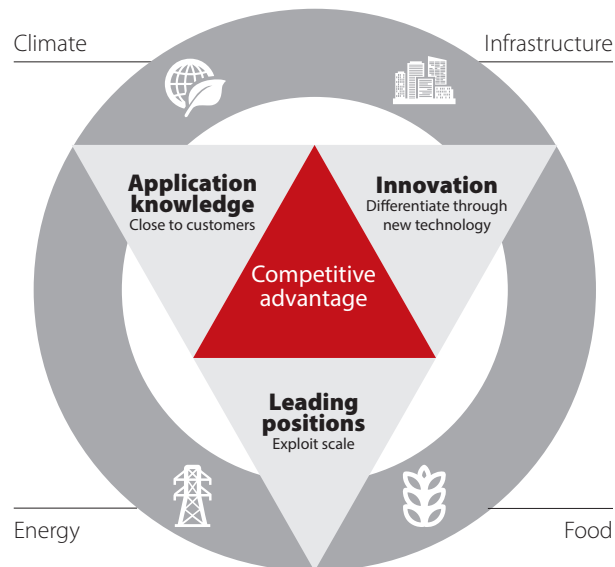 Climate
Infrastructure
Application
knowledge
Close to customers
Innovation
Differentiate through
new technology
Competitive
advantage
Leading
positions
Exploit scale
Energy
Food